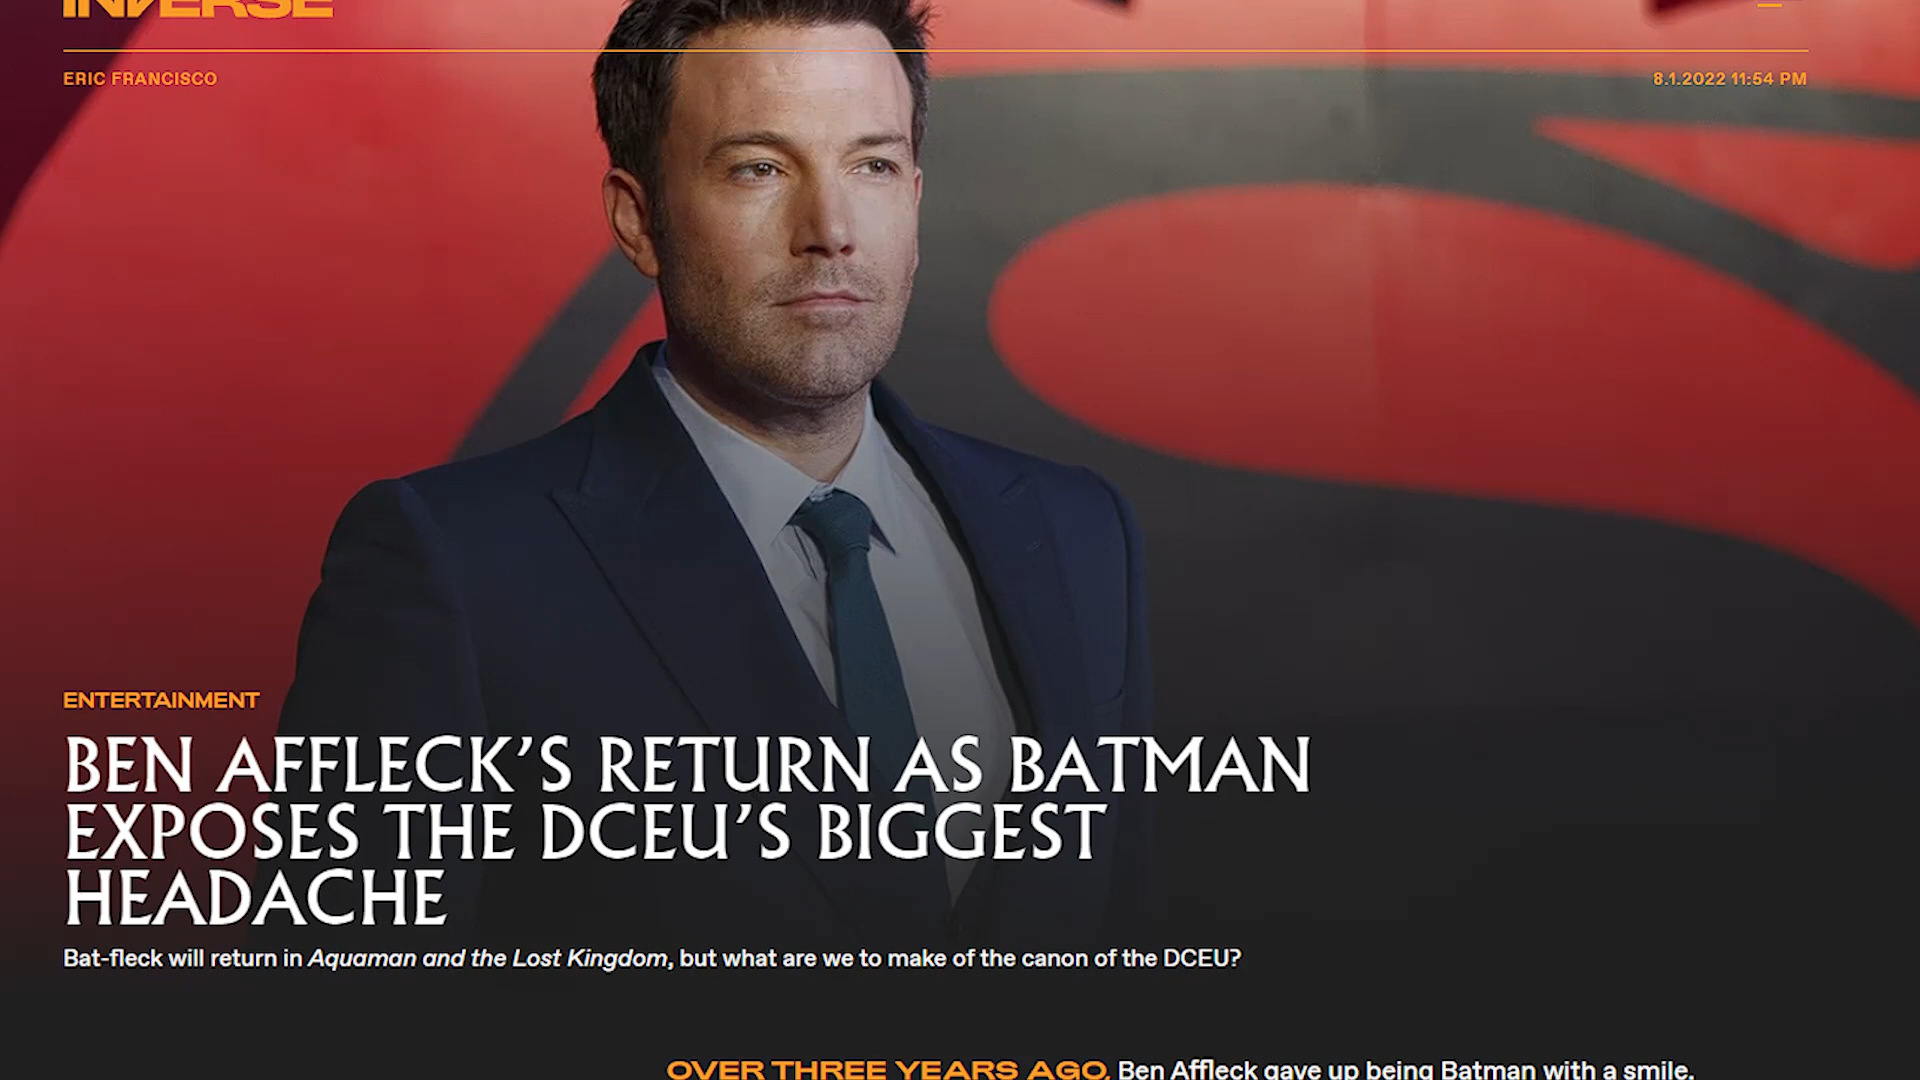 INVERSE
ERIC FRANCISCO
8.1.2022 11:54 PM
ENTERTAINMENT
BEN AFFLECK’S RETURN AS BATMAN
EXPOSES THE DCEU’S BIGGEST
HEADACHE
Bat-fleck will return in Aquaman and the Lost Kingdom, but what are we to make of the canon of the DCEU?
OVER THREE YEARS AGO, Ben Affleck gave up being Batman with a smile.